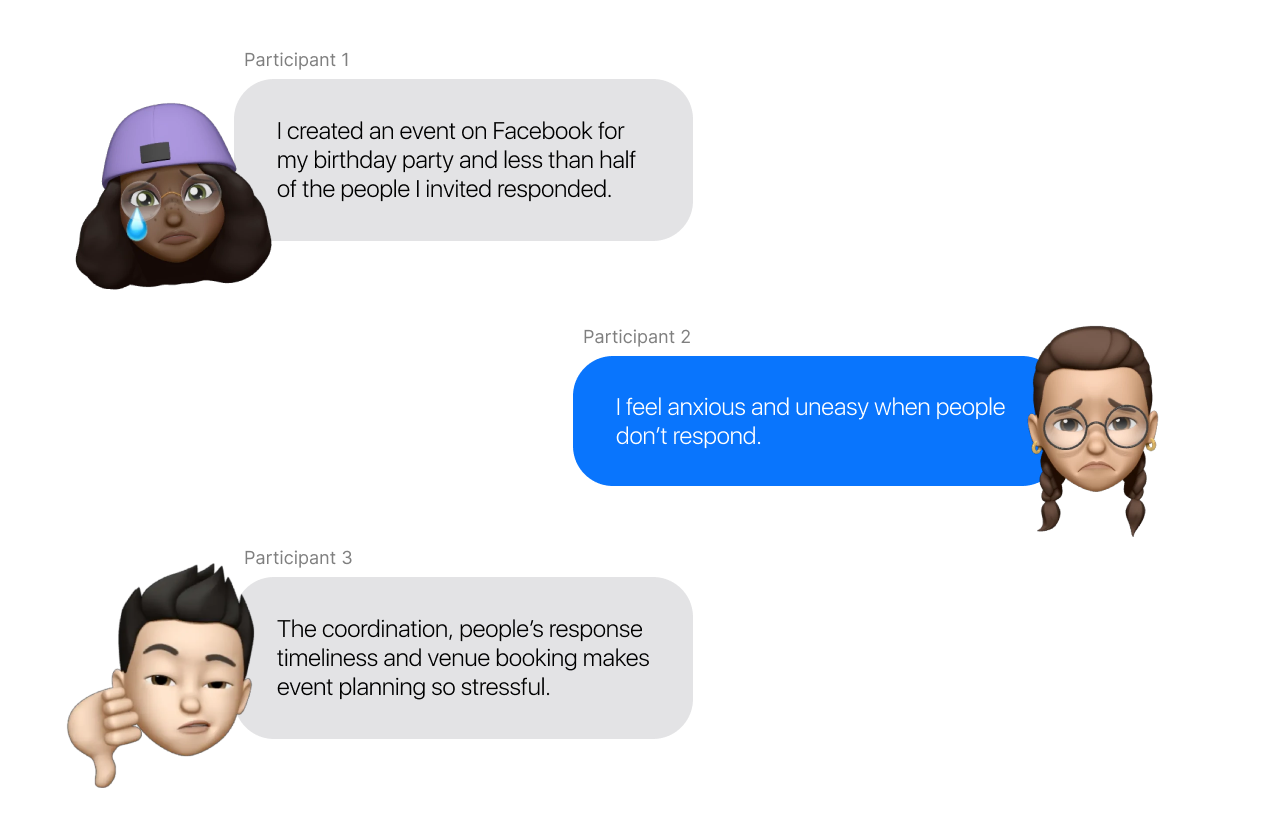 Participant 1
I created an event on Facebook for
my birthday party and less than half
of the people I invited responded.
Participant 2
I feel anxious and uneasy when people
don’t respond.
Participant 3
The coordination, people’s response
timeliness and venue booking makes
event planning so stressful.